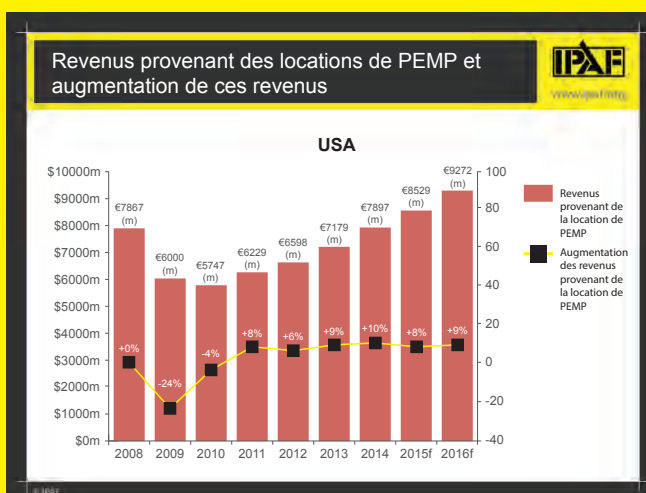 Revenus provenant des locations de PEMP et
augmentation de ces revenus
IPAF
www.ipaf.org
USA
$10000m
$9000m
$8000m
$7000m
$6000m
$5000m
$4000m
$3000m
$2000m
$1000m
$0m
100
80
60
40
20
10
0
-20
-40
€7867
(m)
€6000
(m)
€5747
(m)
€6229
(m)
€6598
(m)
€7179
(m)
€7897
(m)
€8529
(m)
€9272
(m)
+0%
-24%
-4%
+8%
+6%
+9%
+10%
+8%
+9%
2008 2009 2010 2011 2012 2013 2014 2015f 2016f
Revenus
provenant de
la location de
PEMP
Augmentation
des revenus
provenant de
la location de
PEMP
© IPAF